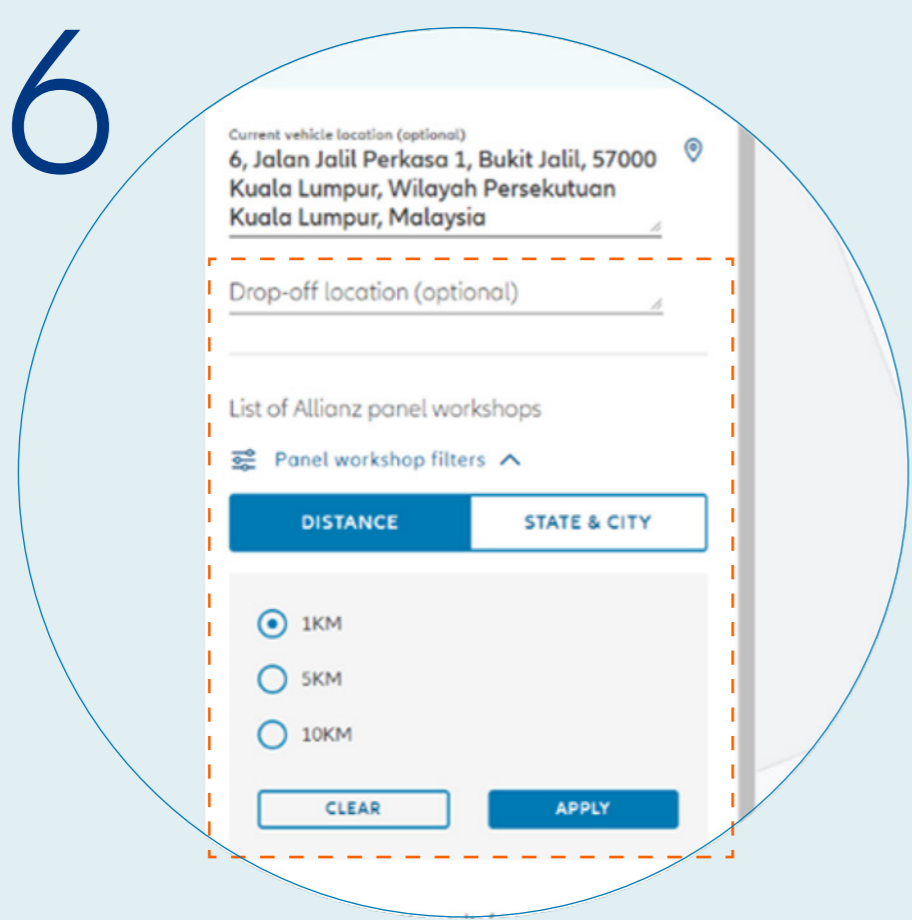 6
Current vehicle location (optional)
6, Jalan Jalil Perkasa 1, Bukit Jalil, 57000
Kuala Lumpur, Wilayah Persekutuan
Kuala Lumpur, Malaysia
Drop-off location (optional)
List of Allianz panel workshops
Panel workshop filters
DISTANCE
STATE & CITY
1KM
5KM
10KM
CLEAR
APPLY